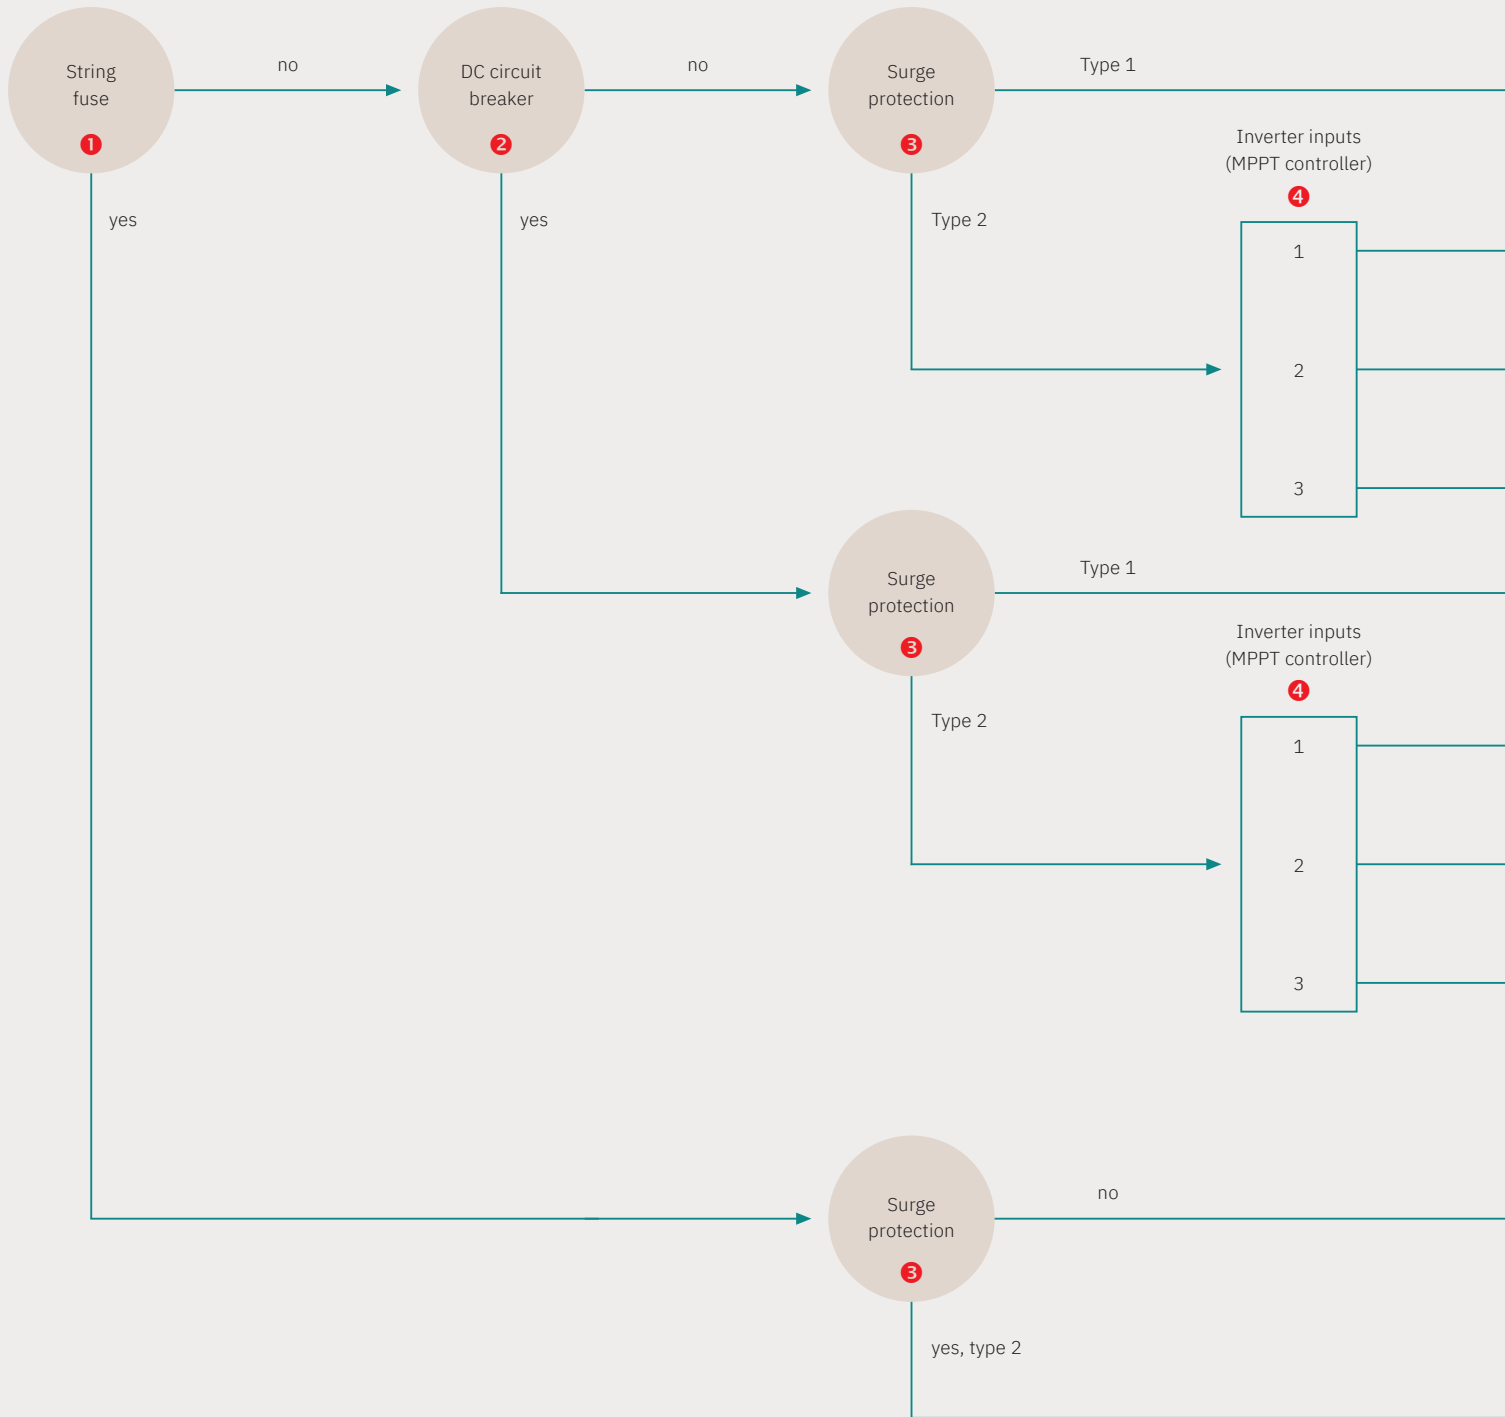 String
fuse
1
no
DC circuit
breaker
2
no
Surge
protection
3
Type 1
yes
yes
Type 2
Inverter inputs
(MPPT controller)
4
1
2
3
Surge
protection
3
Type 1
Type 2
Inverter inputs
(MPPT controller)
4
1
2
3
Surge
protection
3
no
yes, type 2